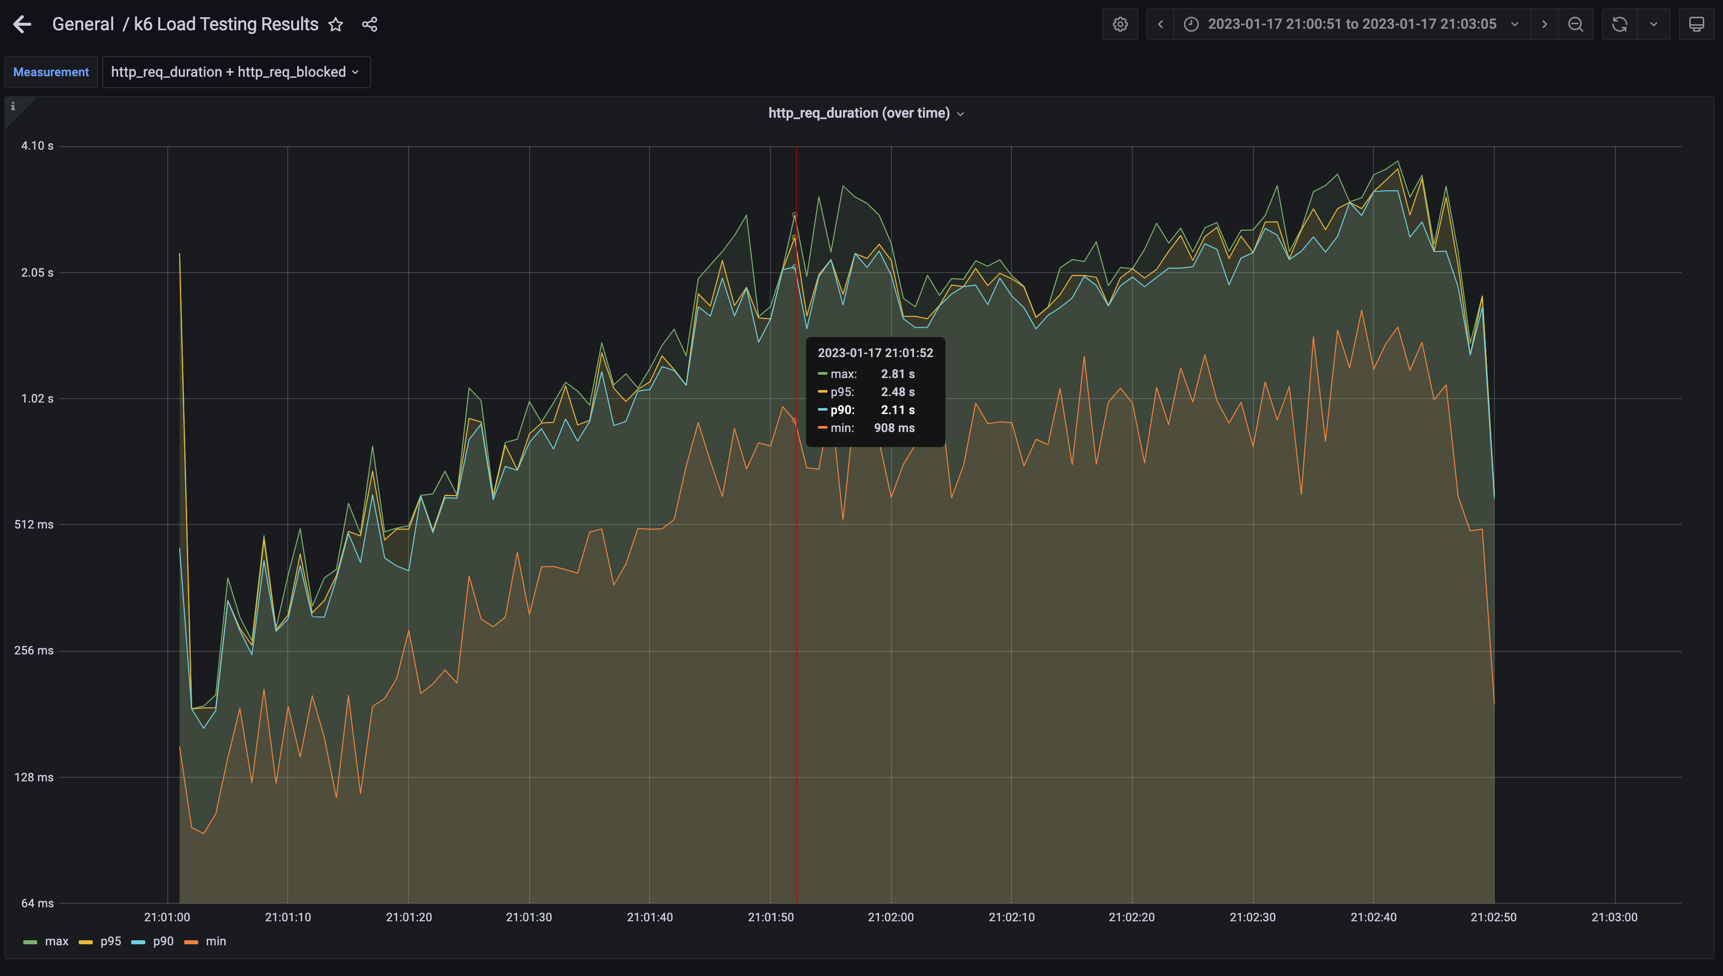 General / k6 Load Testing Results
2023-01-17 21:00:51 to 2023-01-17 21:03:05
Measurement
http_req_duration + http_req_blocked
i
http_req_duration (over time)
4.10 s
2.05 s
1.02 s
512 ms
256 ms
128 ms
64 ms
2023-01-17 21:01:52
max: 2.81 s
p95: 2.48 s
p90: 2.11 s
min: 908 ms
21:01:00 21:01:10 21:01:20 21:01:30 21:01:40 21:01:50 21:02:00 21:02:10 21:02:20 21:02:30 21:02:40 21:02:50 21:03:00
max p95 p90 min